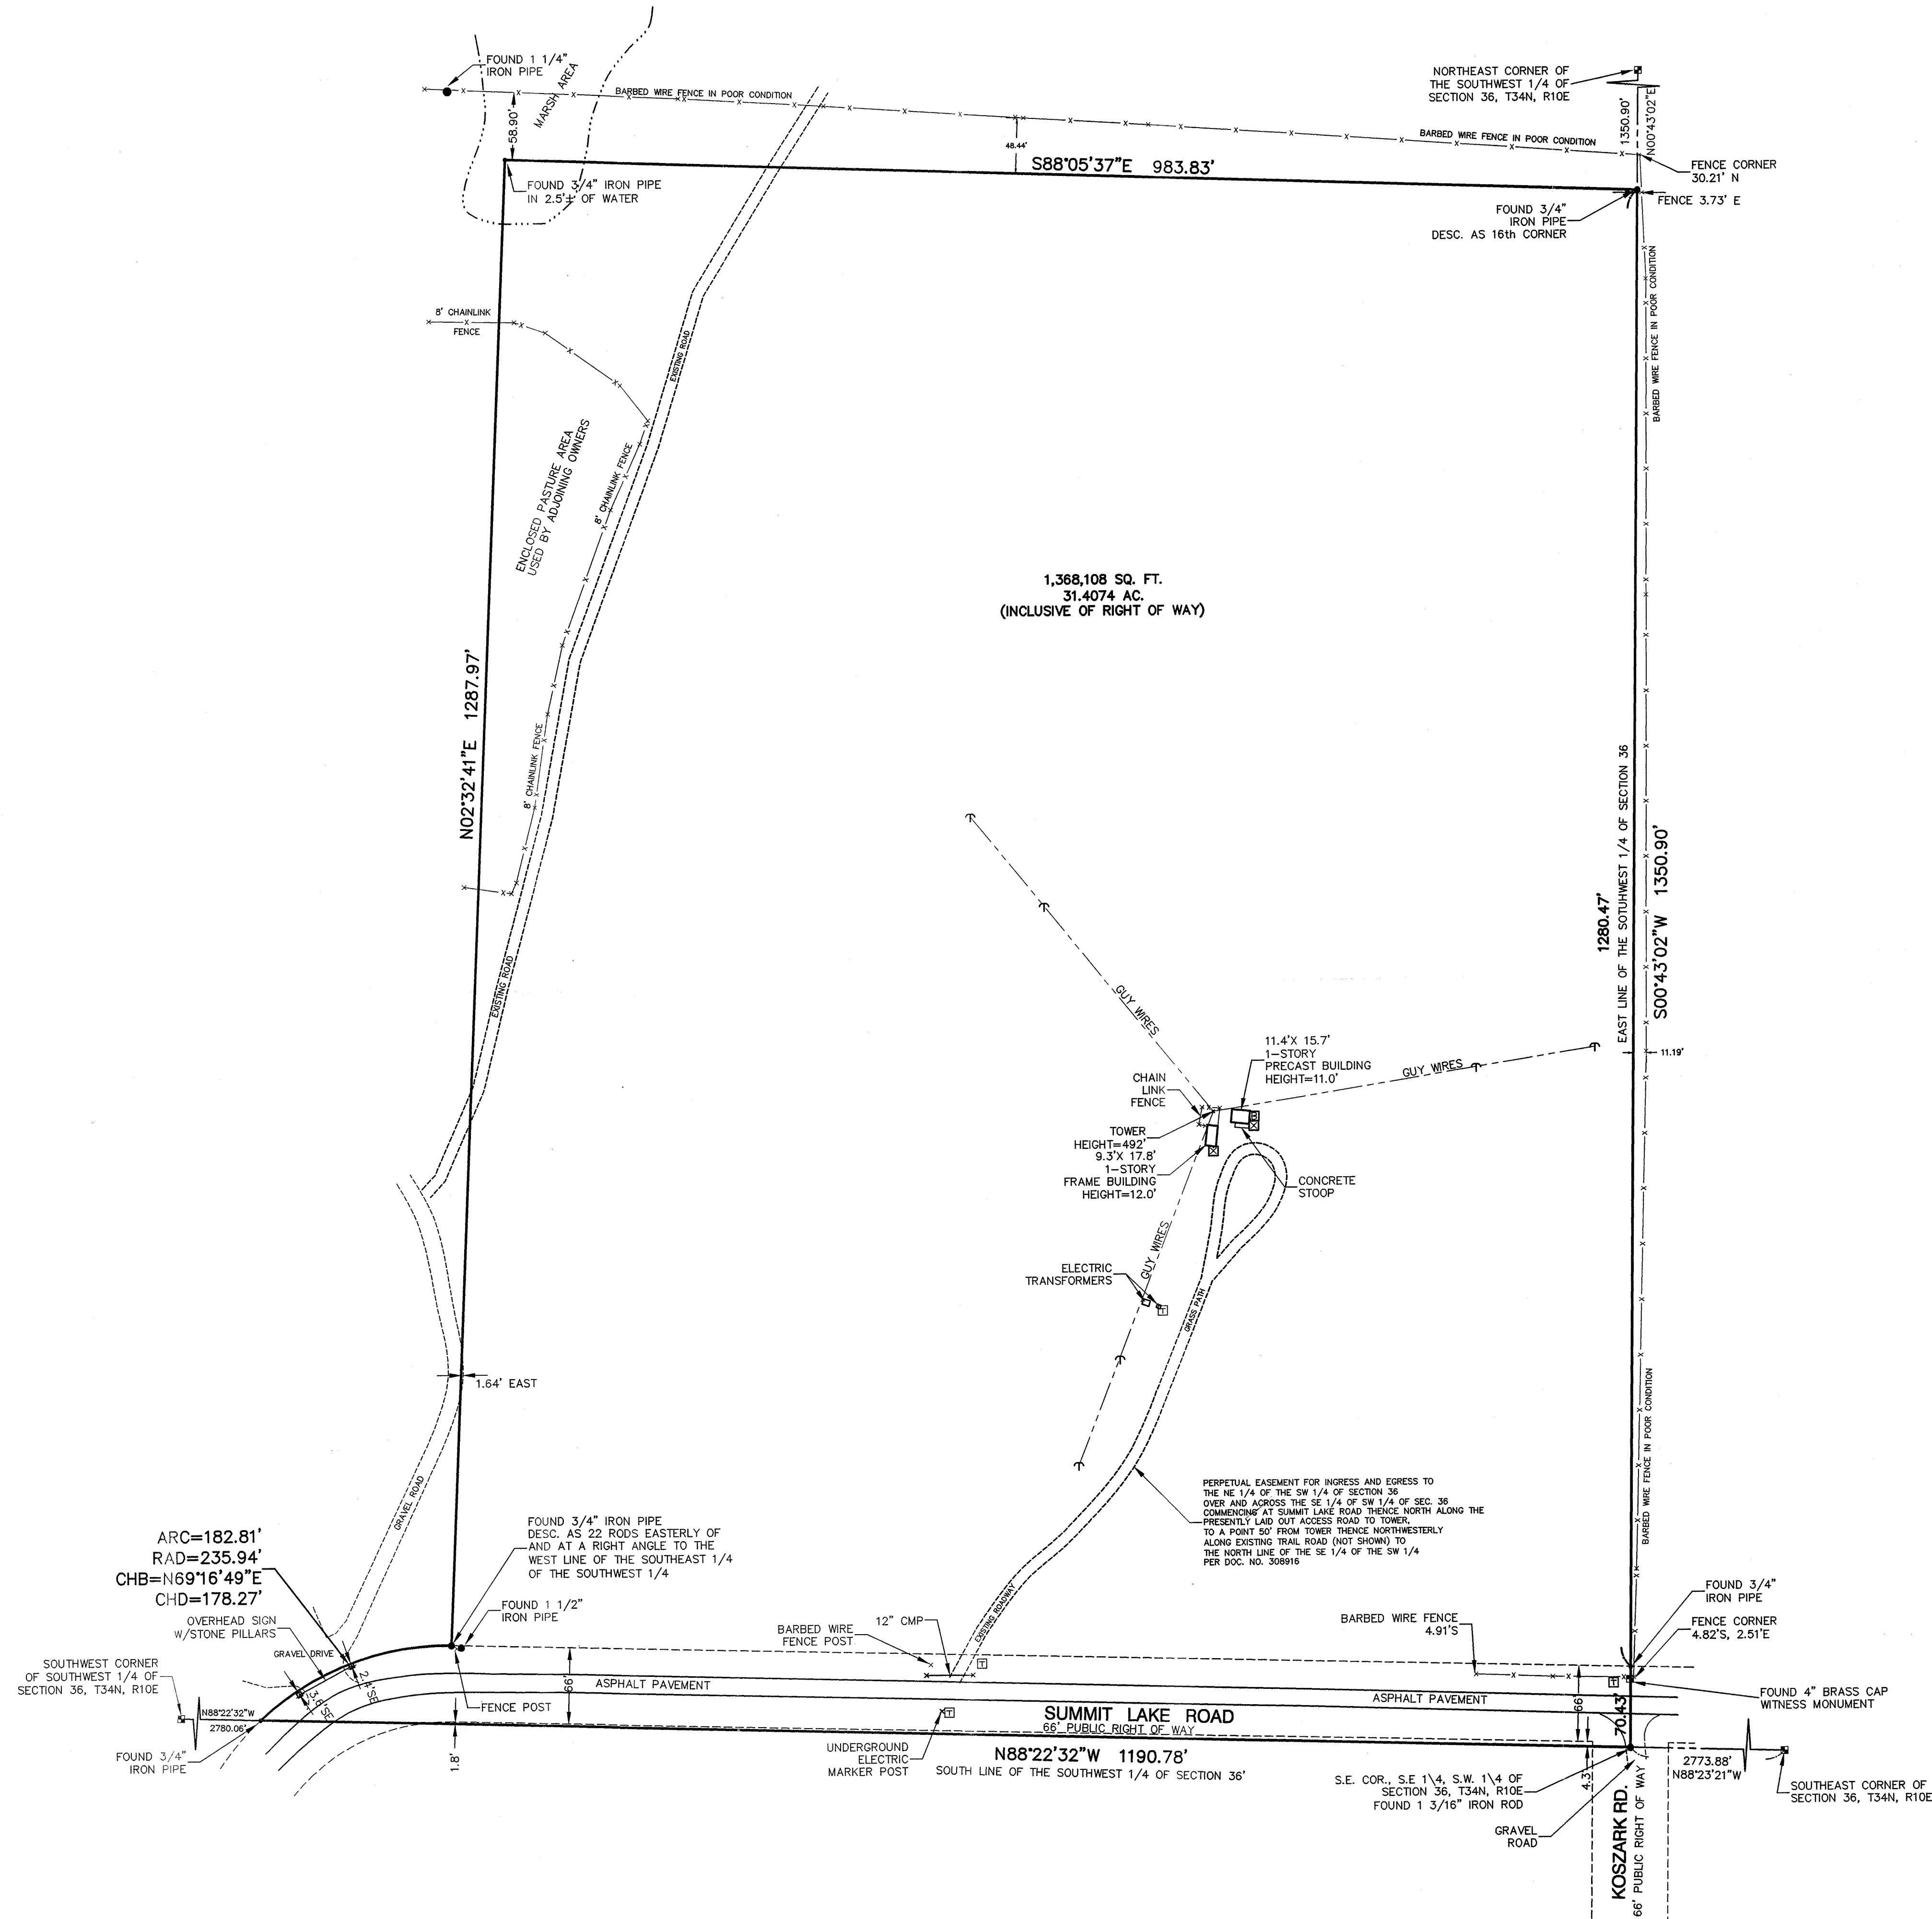 FOUND 1 1/4"
IRON PIPE
MARSH AREA
BARBED WIRE FENCE IN POOR CONDITION
58.90'
NORTHEAST CORNER OF
THE SOUTHWEST 1/4 OF
SECTION 36, T34N, R10E
1350.90'
N00°43'02"E
48.44'
BARBED WIRE FENCE IN POOR CONDITION
S88°05'37"E 983.83'
FENCE CORNER
30.21' N
FOUND 3/4" IRON PIPE
IN 2.5'± OF WATER
FENCE 3.73' E
FOUND 3/4"
IRON PIPE
DESC. AS 16th CORNER
BARBED WIRE FENCE IN POOR CONDITION
8' CHAINLINK
FENCE
EXISTING ROAD
ENCLOSED PASTURE AREA
USED BY ADJOINING OWNERS
8' CHAINLINK FENCE
1,368,108 SQ. FT.
31.4074 AC.
(INCLUSIVE OF RIGHT OF WAY)
N02°32'41"E 1287.97'
8' CHAINLINK FENCE
EXISTING ROAD
1280.47'
EAST LINE OF THE SOTUHWEST 1/4 OF SECTION 36
S00°43'02"W 1350.90'
11.19'
GUY WIRES
GUY WIRES
11.4'X 15.7'
1-STORY
PRECAST BUILDING
HEIGHT=11.0'
CHAIN
LINK
FENCE
TOWER
HEIGHT=492'
9.3'X 17.8'
1-STORY
FRAME BUILDING
HEIGHT=12.0'
CONCRETE
STOOP
GUY WIRES
ELECTRIC
TRANSFORMERS
T
GRASS PATH
1.64' EAST
GRAVEL ROAD
BARBED WIRE FENCE IN POOR CONDITION
PERPETUAL EASEMENT FOR INGRESS AND EGRESS TO
THE NE 1/4 OF THE SW 1/4 OF SECTION 36
OVER AND ACROSS THE SE 1/4 OF SW 1/4 OF SEC. 36
COMMENCING AT SUMMIT LAKE ROAD THENCE NORTH ALONG THE
PRESENTLY LAID OUT ACCESS ROAD TO TOWER,
TO A POINT 50' FROM TOWER THENCE NORTHWESTERLY
ALONG EXISTING TRAIL ROAD (NOT SHOWN) TO
THE NORTH LINE OF THE SE 1/4 OF THE SW 1/4
PER DOC. NO. 308916
FOUND 3/4" IRON PIPE
DESC. AS 22 RODS EASTERLY OF
AND AT A RIGHT ANGLE TO THE
WEST LINE OF THE SOUTHEAST 1/4
OF THE SOUTHWEST 1/4
ARC=182.81'
RAD=235.94'
CHB=N69°16'49"E
CHD=178.27'
FOUND 1 1/2"
IRON PIPE
OVERHEAD SIGN
W/STONE PILLARS
GRAVEL DRIVE
2.4'SE
3.6'SE
SOUTHWEST CORNER
OF SOUTHWEST 1/4 OF
SECTION 36, T34N, R10E
N88°22'32"W
2780.06'
FOUND 3/4"
IRON PIPE
FENCE POST
1.8'
66'
ASPHALT PAVEMENT
BARBED WIRE
FENCE POST
12" CMP
EXISTING ROADWAY
T
T
UNDERGROUND
ELECTRIC
MARKER POST
SUMMIT LAKE ROAD
66' PUBLIC RIGHT OF WAY
N88°22'32"W 1190.78'
SOUTH LINE OF THE SOUTHWEST 1/4 OF SECTION 36'
BARBED WIRE FENCE
4.91'S
ASPHALT PAVEMENT
66'
T
70.43'
FOUND 3/4"
IRON PIPE
FENCE CORNER
4.82'S, 2.51'E
FOUND 4" BRASS CAP
WITNESS MONUMENT
4.3'
S.E. COR., S.E 1\4, S.W. 1\4 OF
SECTION 36, T34N, R10E
FOUND 1 3/16" IRON ROD
GRAVEL
ROAD
KOSZARK RD.
66' PUBLIC RIGHT OF WAY
2773.88'
N88°23'21"W
SOUTHEAST CORNER OF
SECTION 36, T34N, R10E